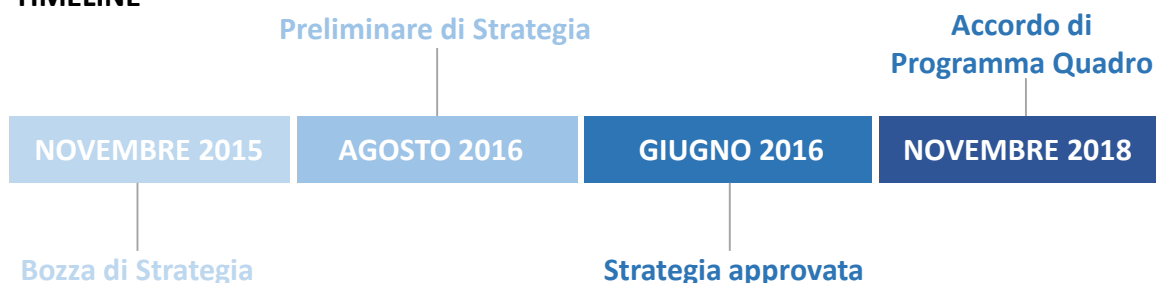 TIMELINE
Preliminare di Strategia
Accordo di
Programma Quadro
NOVEMBRE 2015
AGOSTO 2016
GIUGNO 2016
NOVEMBRE 2018
Bozza di Strategia
Strategia approvata